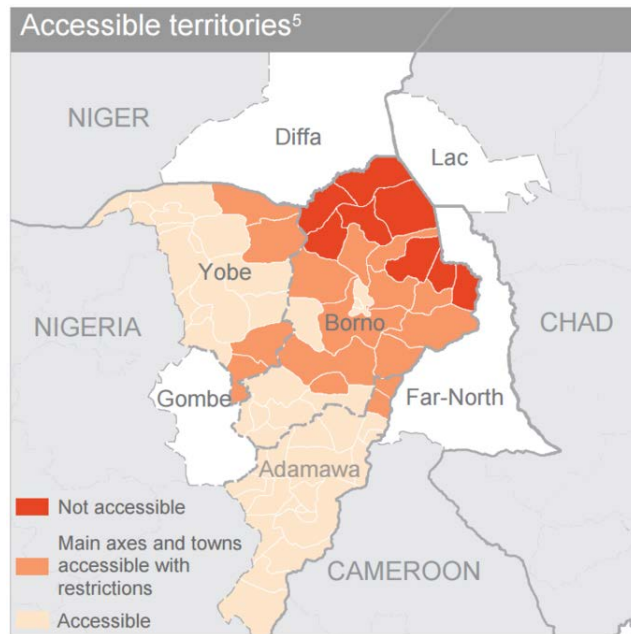 Accessible territories⁵
NIGER
Diffa
Lac
Yobe
Borno
NIGERIA
CHAD
Gombe
Far-North
Adamawa
Not accessible
Main axes and towns
accessible with
restrictions
CAMEROON
Accessible